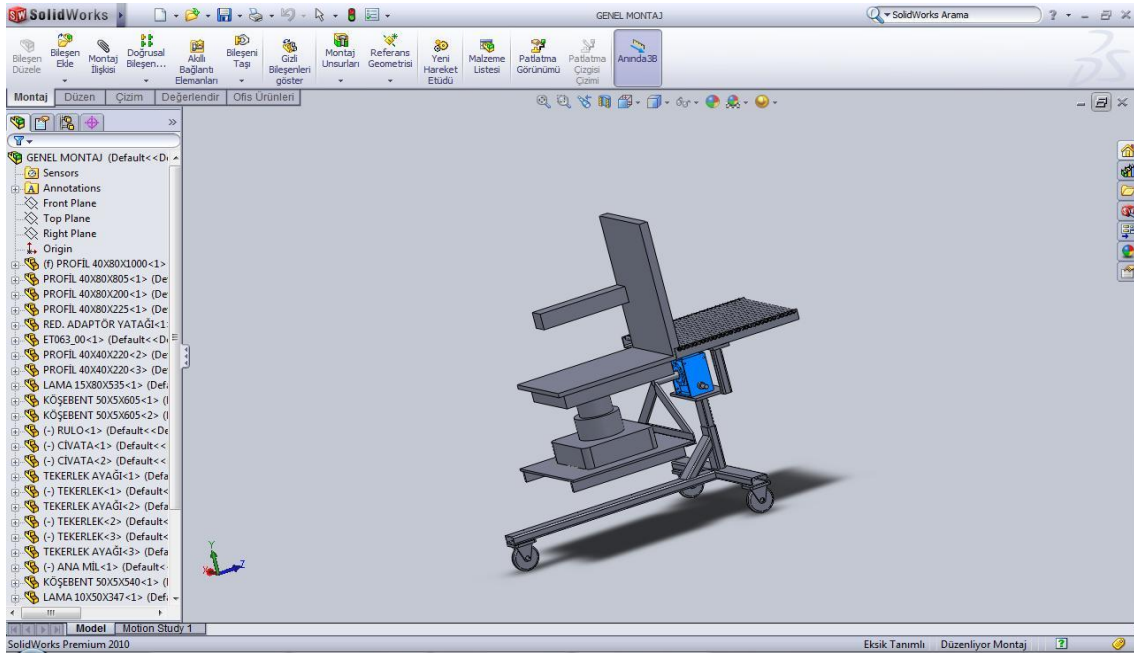 SolidWorks
GENEL MONTAJ
SolidWorks Arama
Bileşen Düzele
Bileşen Ekle
Montaj İlişkisi
Doğrusal Bileşen...
Akıllı Bağlantı Elemanları
Bileşeni Taşı
Gizli Bileşenleri göster
Montaj Unsurları
Referans Geometrisi
Yeni Hareket Etüdü
Malzeme Listesi
Patlatma Görünümü
Patlatma Çizgisi Çizimi
Anında3B
Montaj Düzen Çizim Değerlendir Ofis Ürünleri
GENEL MONTAJ (Default<<D
Sensors
Annotations
Front Plane
Top Plane
Right Plane
Origin
(f) PROFİL 40X80X1000<1>
PROFİL 40X80X805<1> (De
PROFİL 40X80X200<1> (De
PROFİL 40X80X225<1> (De
RED. ADAPTÖR YATAĞI<1
ET063_00<1> (Default<<D
PROFİL 40X40X220<2> (De
PROFİL 40X40X220<3> (De
LAMA 15X80X535<1> (Def
KÖŞEBENT 50X5X605<1> (
KÖŞEBENT 50X5X605<2> (
(-) RULO<1> (Default<<De
(-) CİVATA<1> (Default<<
(-) CİVATA<2> (Default<<
TEKERLEK AYAĞI<1> (Defa
(-) TEKERLEK<1> (Default<
TEKERLEK AYAĞI<2> (Defa
(-) TEKERLEK<2> (Default<
(-) TEKERLEK<3> (Default<
TEKERLEK AYAĞI<3> (Defa
(-) ANA MİL<1> (Default<
KÖŞEBENT 50X5X540<1> (
LAMA 10X50X347<1> (Def
Y
X
Z
Model Motion Study 1
SolidWorks Premium 2010
Eksik Tanımlı Düzenliyor Montaj